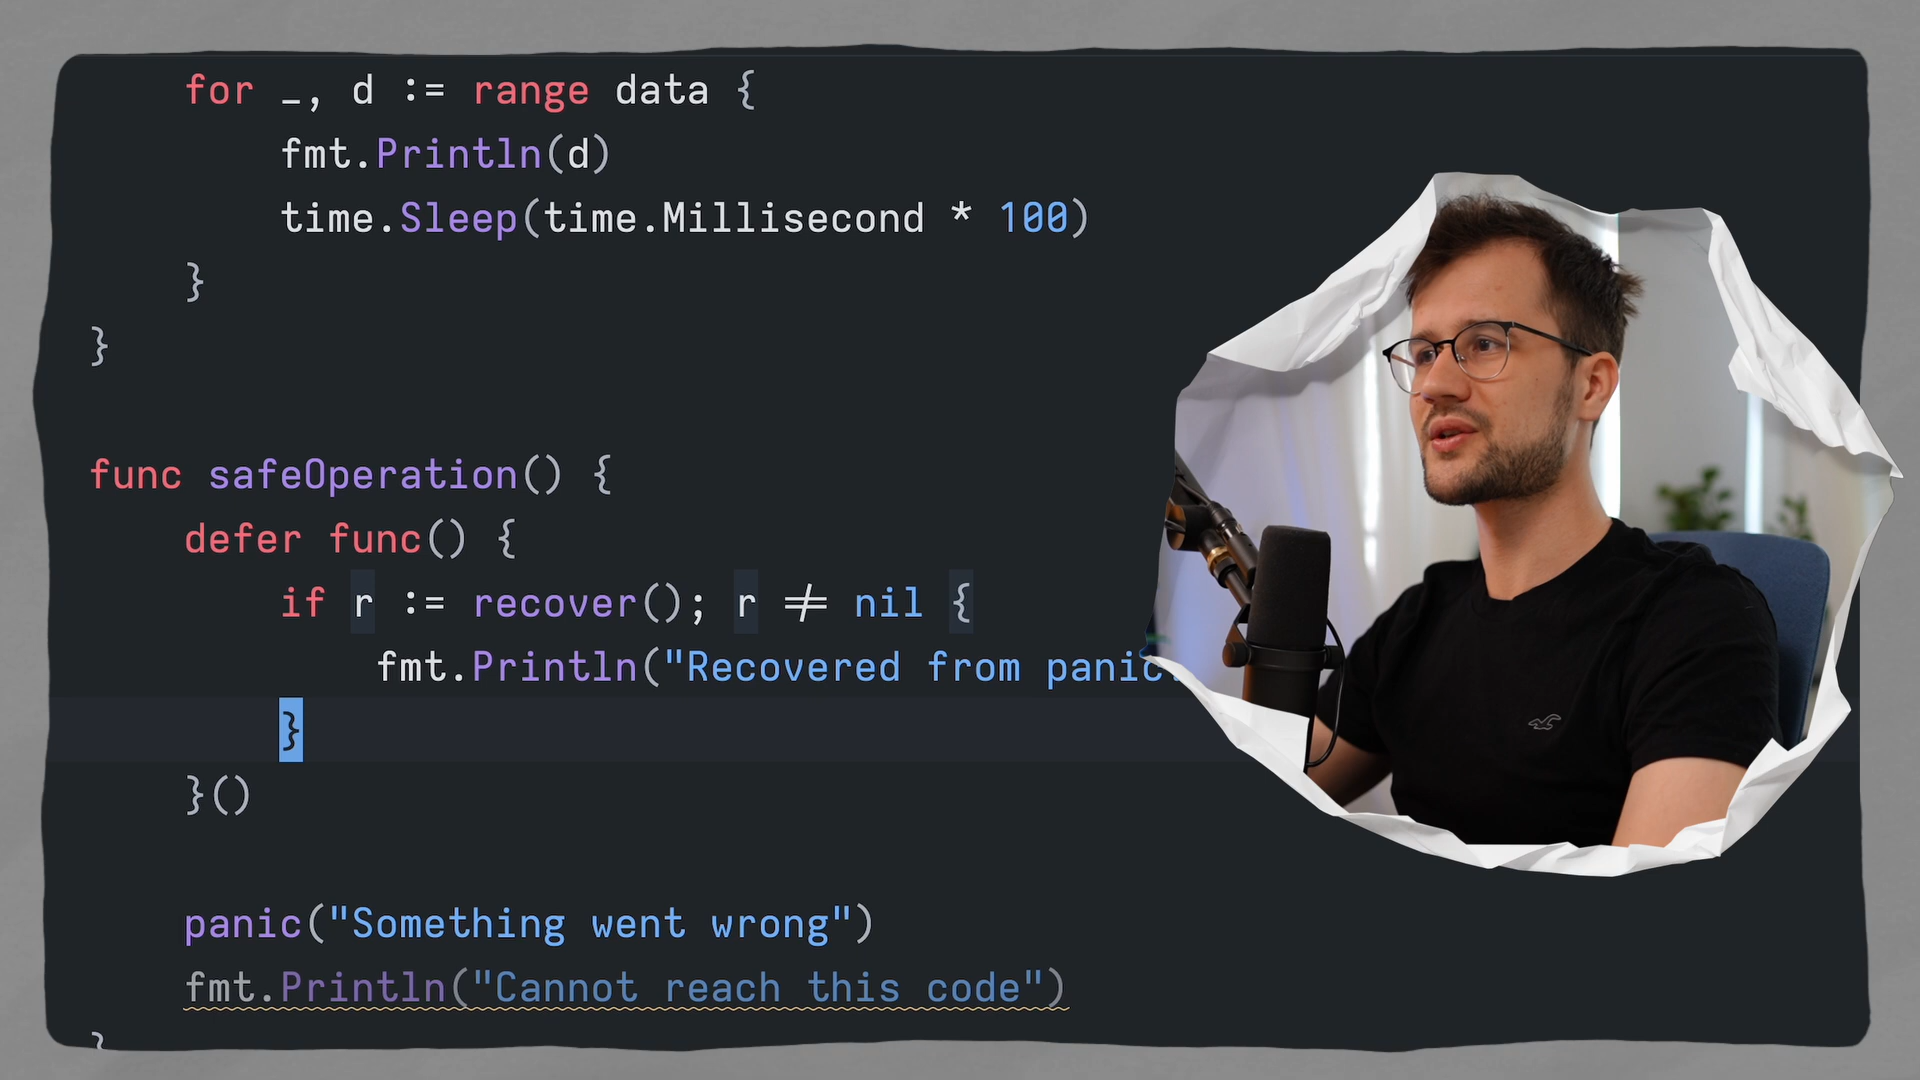 for _, d := range data {
fmt.Println(d)
time.Sleep(time.Millisecond * 100)
}
}
func safeOperation() {
defer func() {
if r := recover(); r != nil {
fmt.Println("Recovered from panic
}
}()
panic("Something went wrong")
fmt.Println("Cannot reach this code")
}